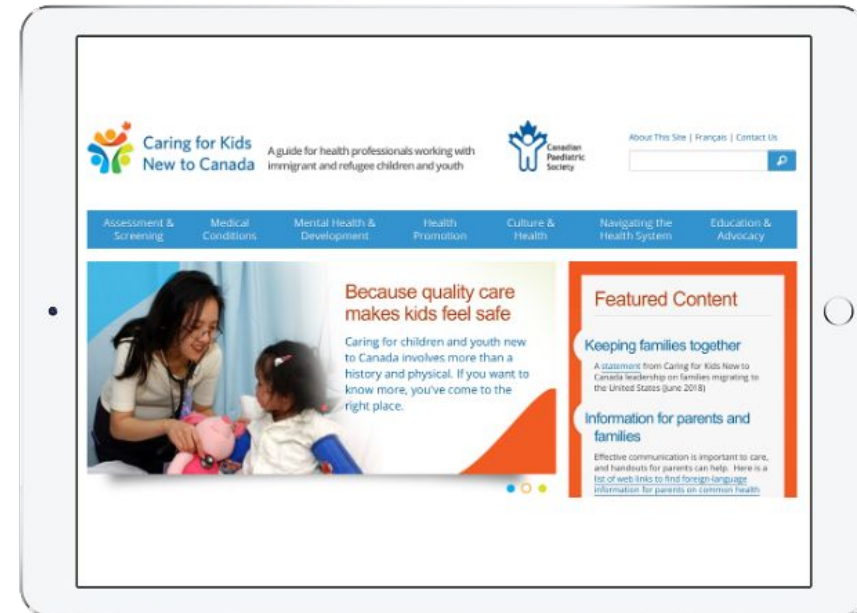 Caring for Kids
New to Canada
A guide for health professionals working with
immigrant and refugee children and youth
Canadian
Paediatric
Society
About This Site | Français | Contact Us
Assessment &
Screening
Medical
Conditions
Mental Health &
Development
Health
Promotion
Culture &
Health
Navigating the
Health System
Education &
Advocacy
Because quality care
makes kids feel safe
Caring for children and youth new
to Canada involves more than a
history and physical. If you want to
know more, you've come to the
right place.
Featured Content
Keeping families together
A statement from Caring for Kids New to
Canada leadership on families migrating to
the United States (June 2018)
Information for parents and
families
Effective communication is important to care,
and handouts for parents can help. Here is a
list of web links to find foreign-language
information for parents on common health